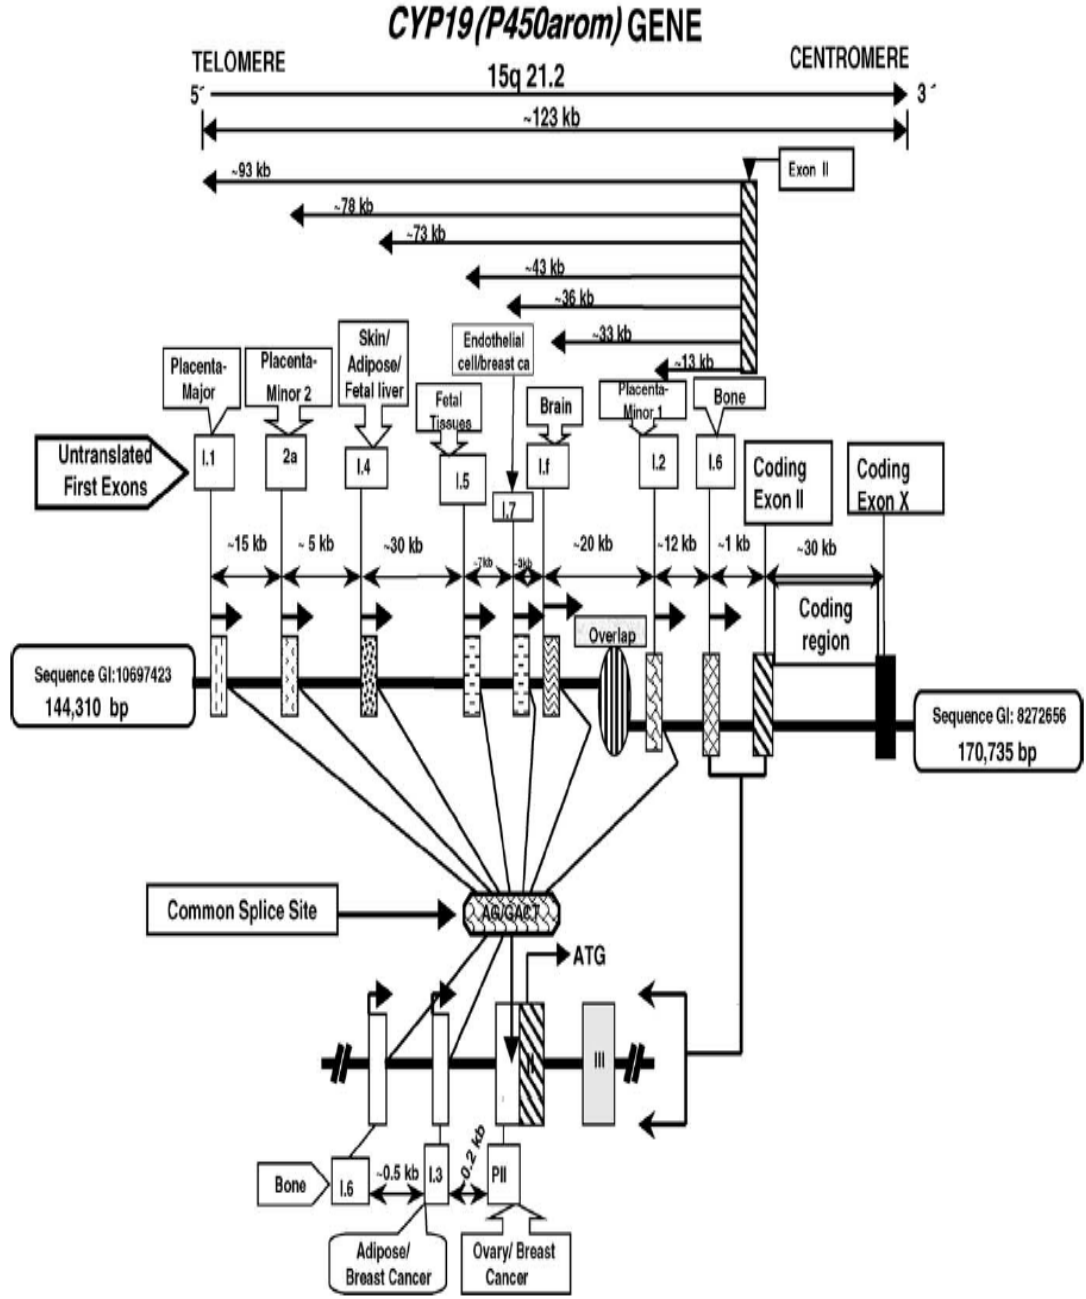 CYP19(P450arom) GENE
TELOMERE
CENTROMERE
15q 21.2
5´
3 ´
~123 kb
Exon II
~93 kb
~78 kb
~73 kb
~43 kb
~36 kb
~33 kb
~13 kb
Placenta-
Major
Placenta-
Minor 2
Skin/
Adipose/
Fetal liver
Fetal
Tissues
Endothelial
cell/breast ca
Brain
Placenta-
Minor 1
Bone
Untranslated
First Exons
I.1
2a
I.4
I.5
I.7
I.f
I.2
I.6
Coding
Exon II
Coding
Exon X
~15 kb
~ 5 kb
~30 kb
~7kb
~3kb
~20 kb
~12 kb
~1 kb
~30 kb
Coding
region
Overlap
Sequence GI:10697423
144,310 bp
Sequence GI: 8272656
170,735 bp
Common Splice Site
AG/GACT
ATG
II
III
Bone
I.6
~0.5 kb
I.3
~0.2 kb
PII
Adipose/
Breast Cancer
Ovary/ Breast
Cancer